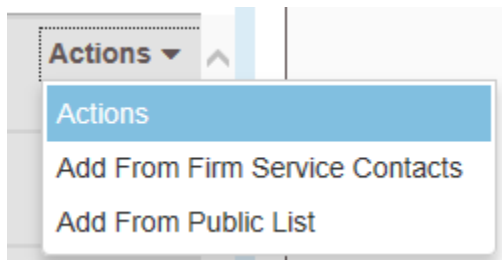 Actions
Actions
Add From Firm Service Contacts
Add From Public List